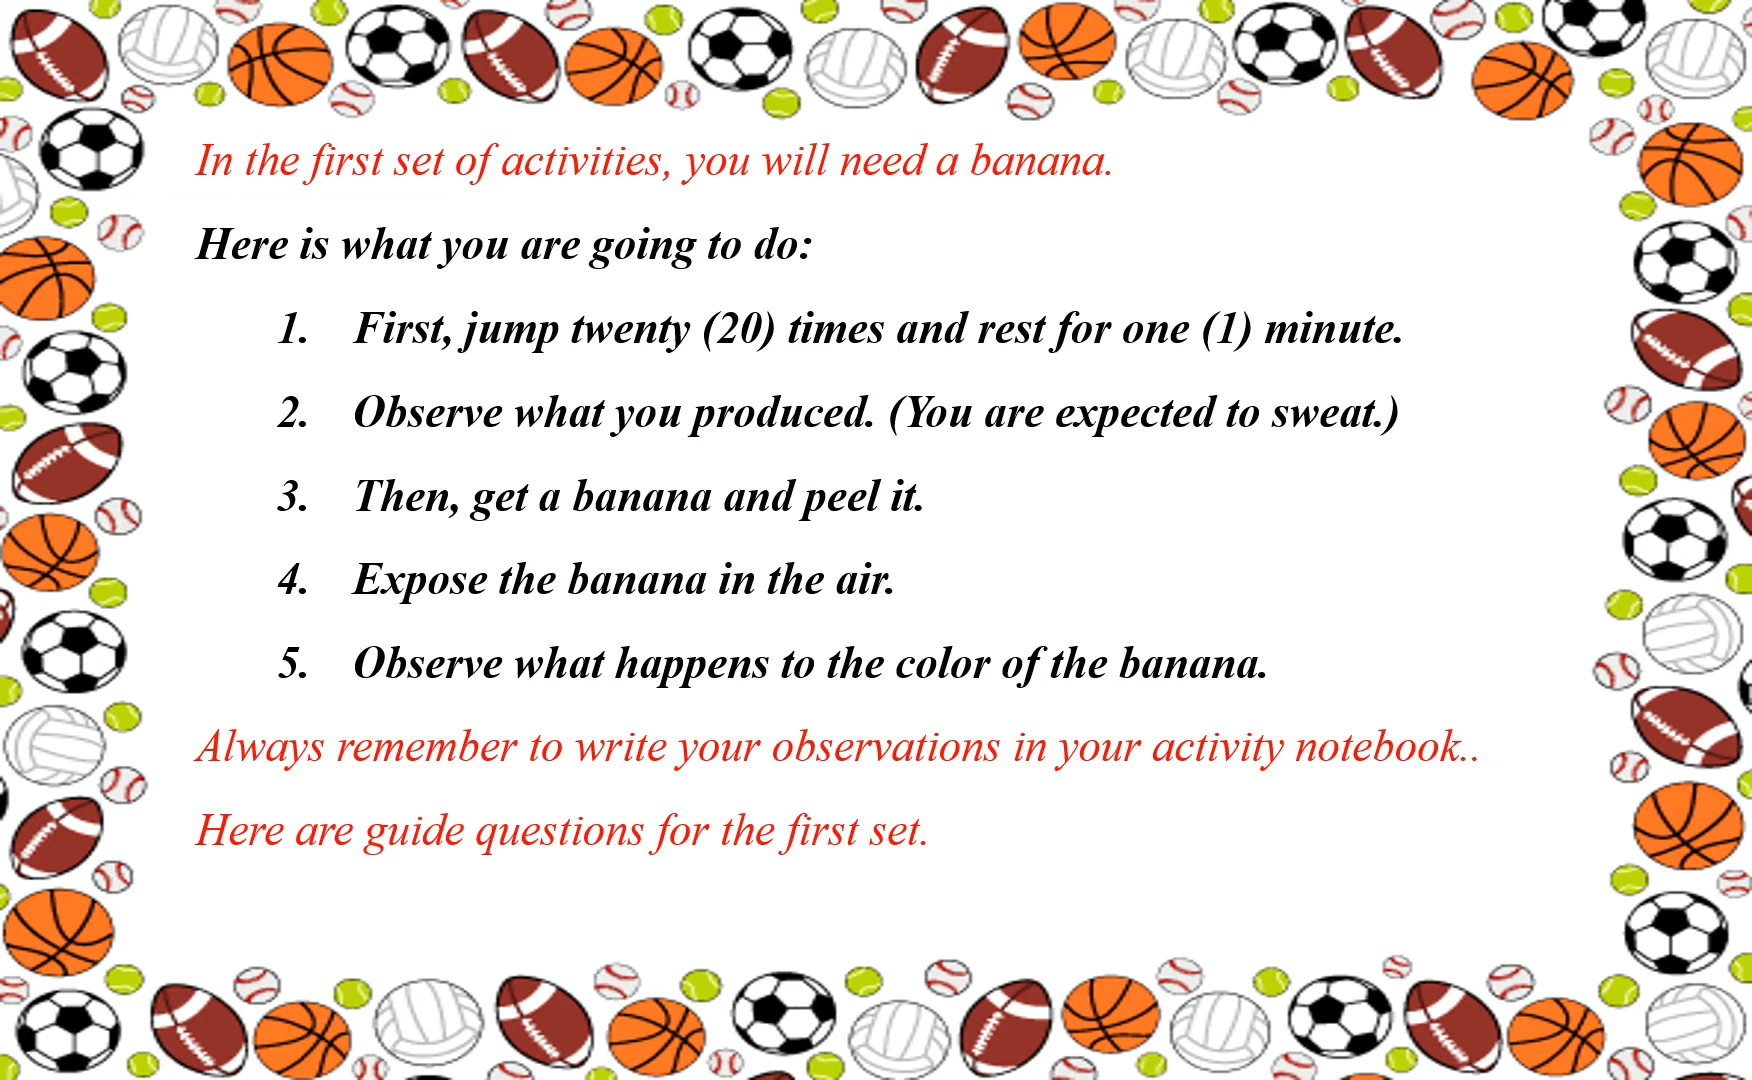 In the first set of activities, you will need a banana.
Here is what you are going to do:
1. First, jump twenty (20) times and rest for one (1) minute.
2. Observe what you produced. (You are expected to sweat.)
3. Then, get a banana and peel it.
4. Expose the banana in the air.
5. Observe what happens to the color of the banana.
Always remember to write your observations in your activity notebook..
Here are guide questions for the first set.